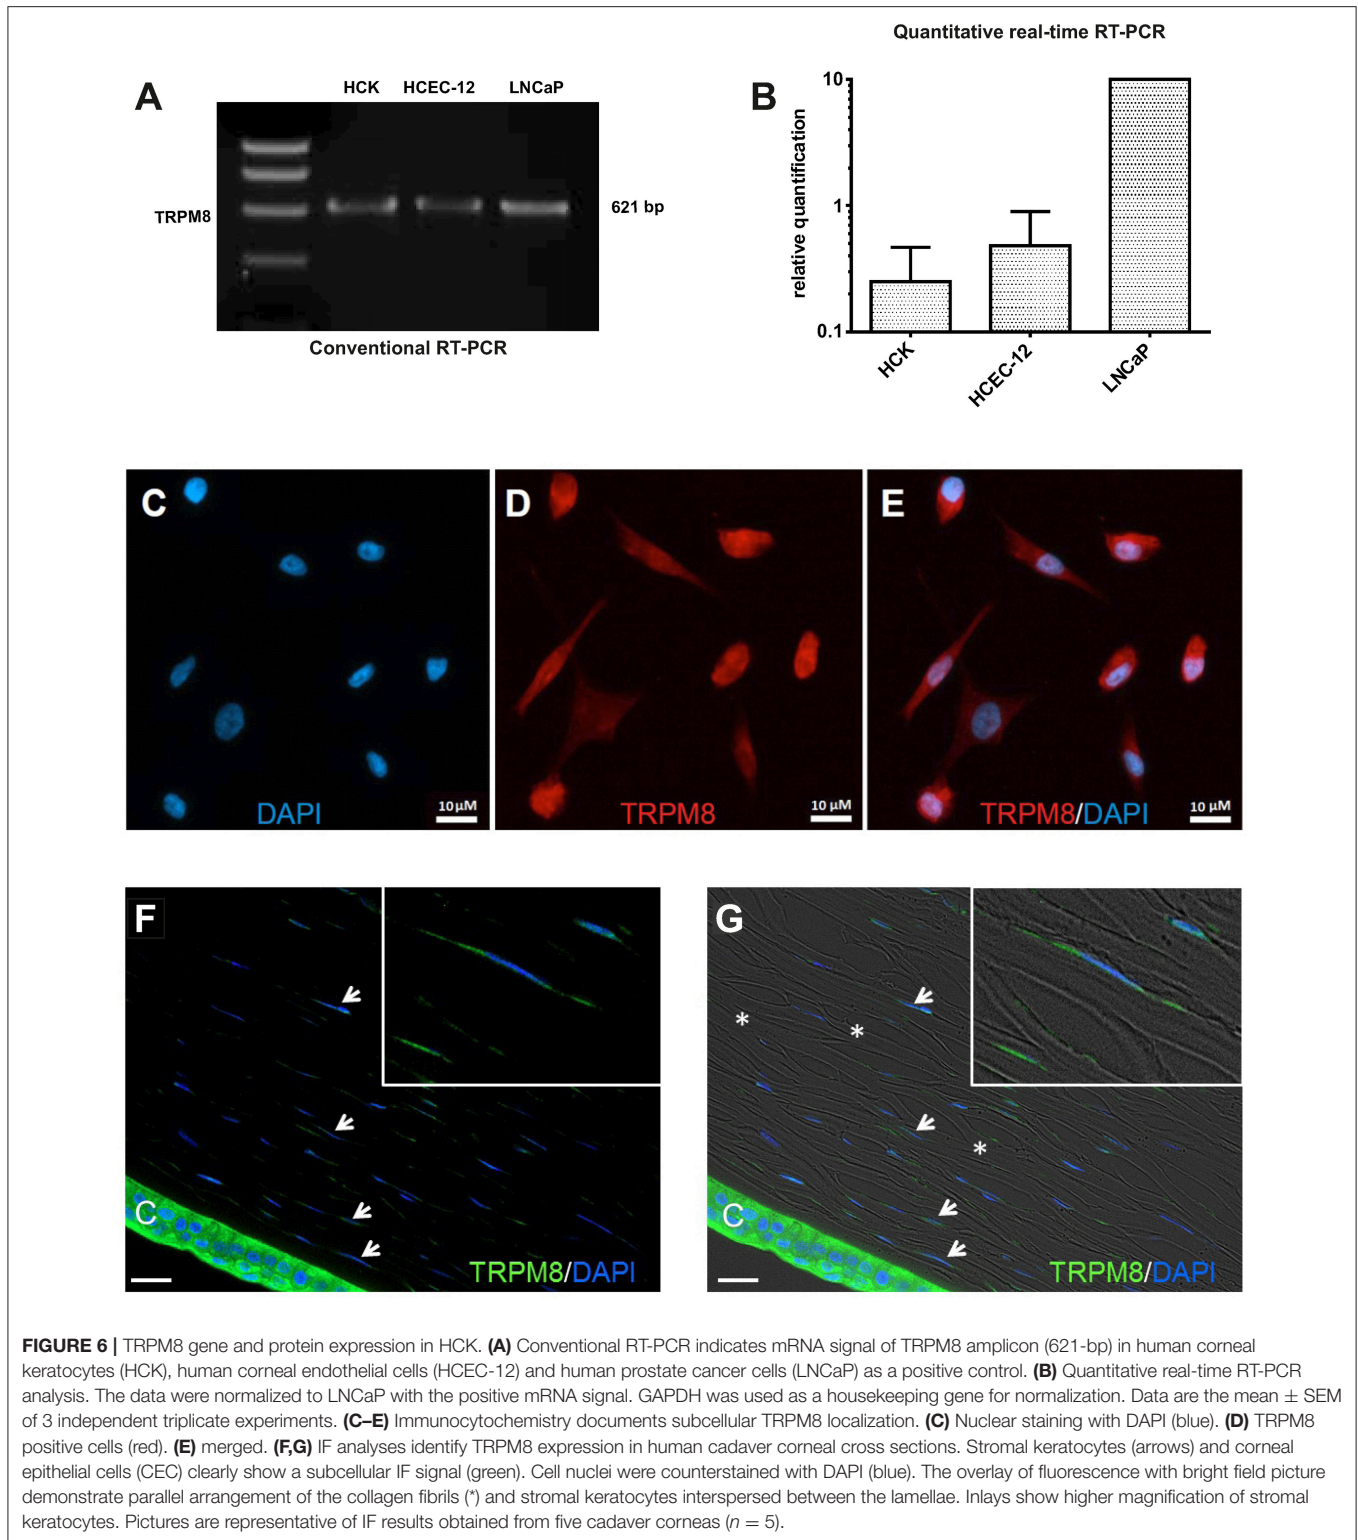 Quantitative real-time RT-PCR
A
HCK HCEC-12 LNCaP
TRPM8
621 bp
Conventional RT-PCR
B
relative quantification
10
1
0.1
HCK
HCEC-12
LNCaP
C
DAPI
10 µM
D
TRPM8
10 µM
E
TRPM8/DAPI
10 µM
F
C
TRPM8/DAPI
G
*
*
*
C
TRPM8/DAPI
FIGURE 6 | TRPM8 gene and protein expression in HCK. (A) Conventional RT-PCR indicates mRNA signal of TRPM8 amplicon (621-bp) in human corneal
keratocytes (HCK), human corneal endothelial cells (HCEC-12) and human prostate cancer cells (LNCaP) as a positive control. (B) Quantitative real-time RT-PCR
analysis. The data were normalized to LNCaP with the positive mRNA signal. GAPDH was used as a housekeeping gene for normalization. Data are the mean ± SEM
of 3 independent triplicate experiments. (C–E) Immunocytochemistry documents subcellular TRPM8 localization. (C) Nuclear staining with DAPI (blue). (D) TRPM8
positive cells (red). (E) merged. (F,G) IF analyses identify TRPM8 expression in human cadaver corneal cross sections. Stromal keratocytes (arrows) and corneal
epithelial cells (CEC) clearly show a subcellular IF signal (green). Cell nuclei were counterstained with DAPI (blue). The overlay of fluorescence with bright field picture
demonstrate parallel arrangement of the collagen fibrils (*) and stromal keratocytes interspersed between the lamellae. Inlays show higher magnification of stromal
keratocytes. Pictures are representative of IF results obtained from five cadaver corneas (n = 5).